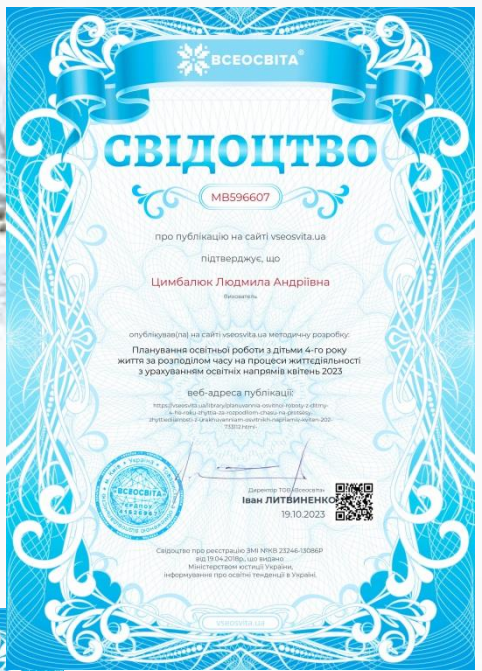 ВСЕОСВІТА
СВІДОЦТВО
MB596607
про публікацію на сайті vseosvita.ua
підтверджує, що
Цимбалюк Людмила Андріївна
Вихователь
опублікував(ла) на сайті vseosvita.ua методичну розробку:
Планування освітньої роботи з дітьми 4-го року
життя за розподілом часу на процеси життєдіяльності
з урахуванням освітніх напрямів квітень 2023
веб-адреса публікації:
Директор ТОВ «Всеосвіта»
Іван ЛИТВИНЕНКО
19.10.2023
ВСЕОСВІТА
Свідоцтво про реєстрацію ЗМІ №КВ 23246-13086Р
від 19.04.2018р., що видано
Міністерством юстиції України,
інформування про освітні тенденції в Україні.
vseosvita.ua